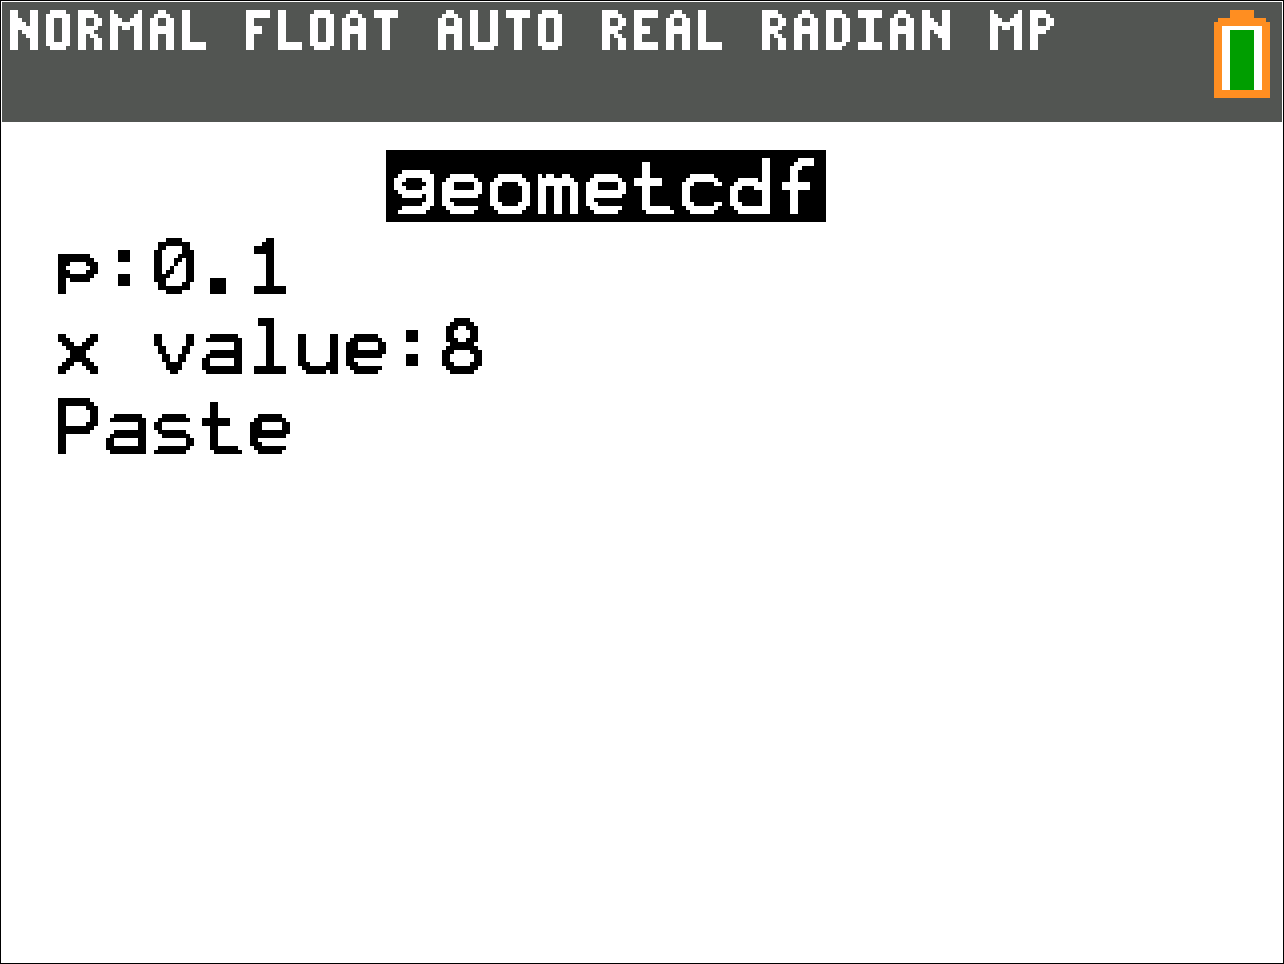 NORMAL FLOAT AUTO REAL RADIAN MP
geometcdf
p:0.1
x value:8
Paste